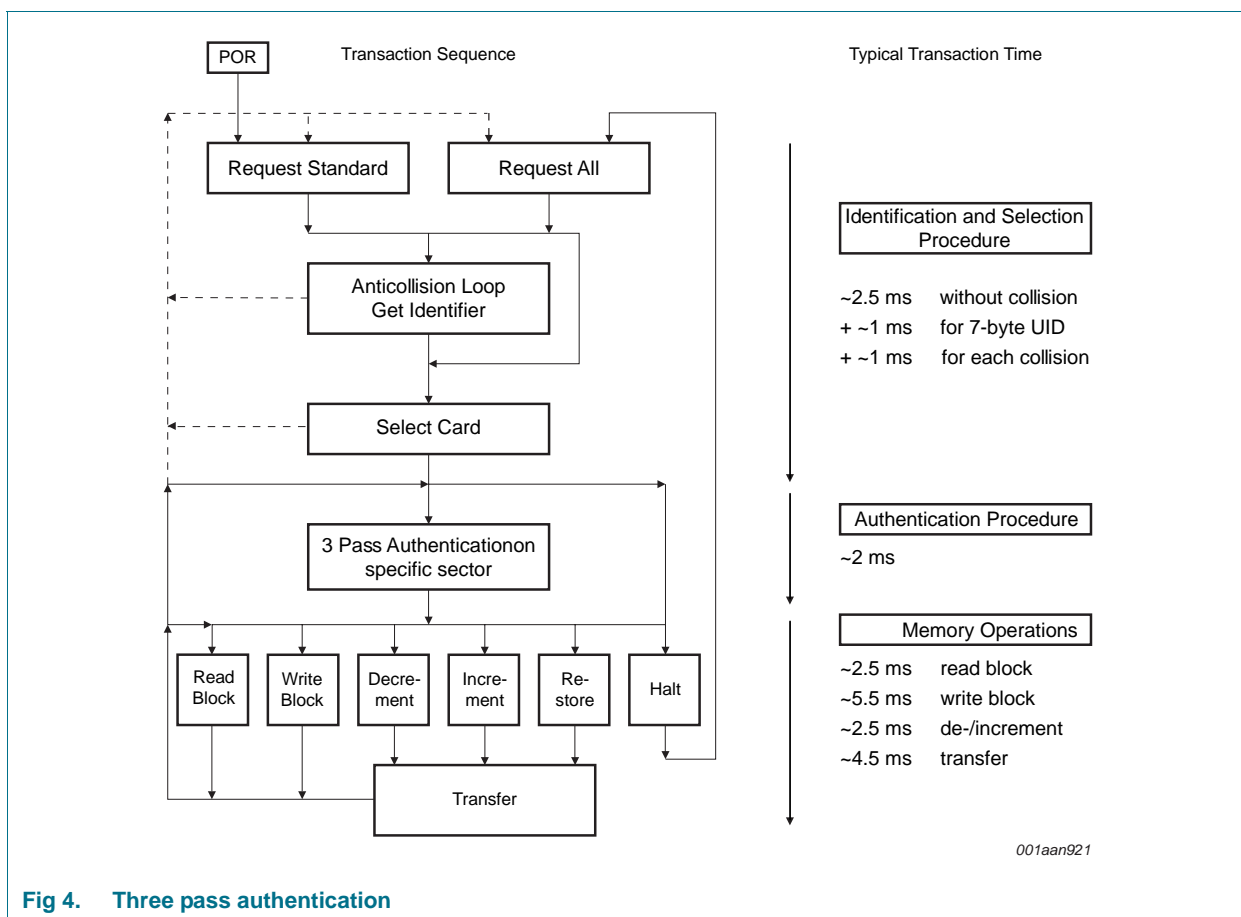 POR
Transaction Sequence
Typical Transaction Time
Request Standard
Request All
Identification and Selection
Procedure
Anticollision Loop
Get Identifier
~2.5 ms without collision
+ ~1 ms for 7-byte UID
+ ~1 ms for each collision
Select Card
Authentication Procedure
3 Pass Authenticationon
specific sector
~2 ms
Memory Operations
Read
Block
Write
Block
Decre-
ment
Incre-
ment
Re-
store
Halt
~2.5 ms read block
~5.5 ms write block
~2.5 ms de-/increment
~4.5 ms transfer
Transfer
001aan921
Fig 4. Three pass authentication